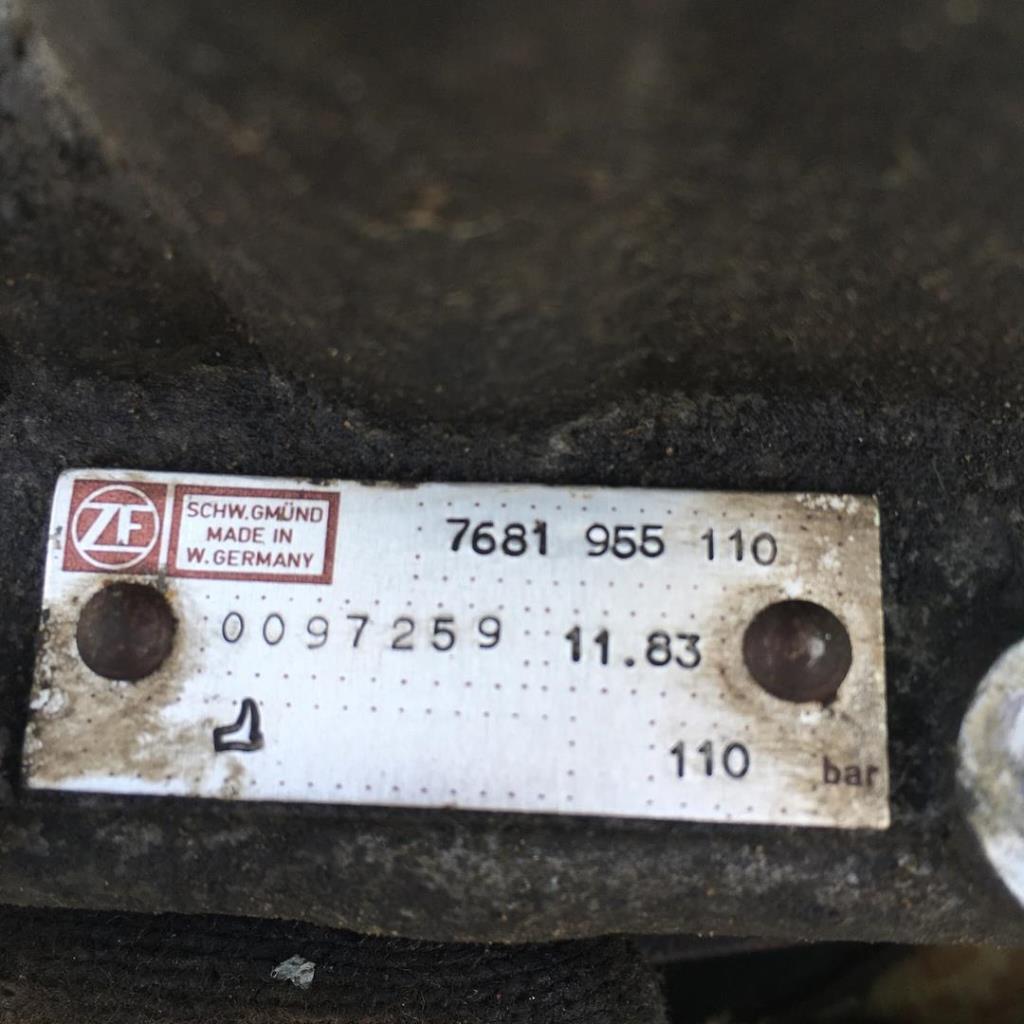 ZF
SCHW.GMÜND
MADE IN
W.GERMANY
7681 955 110
0097259 11.83
110 bar